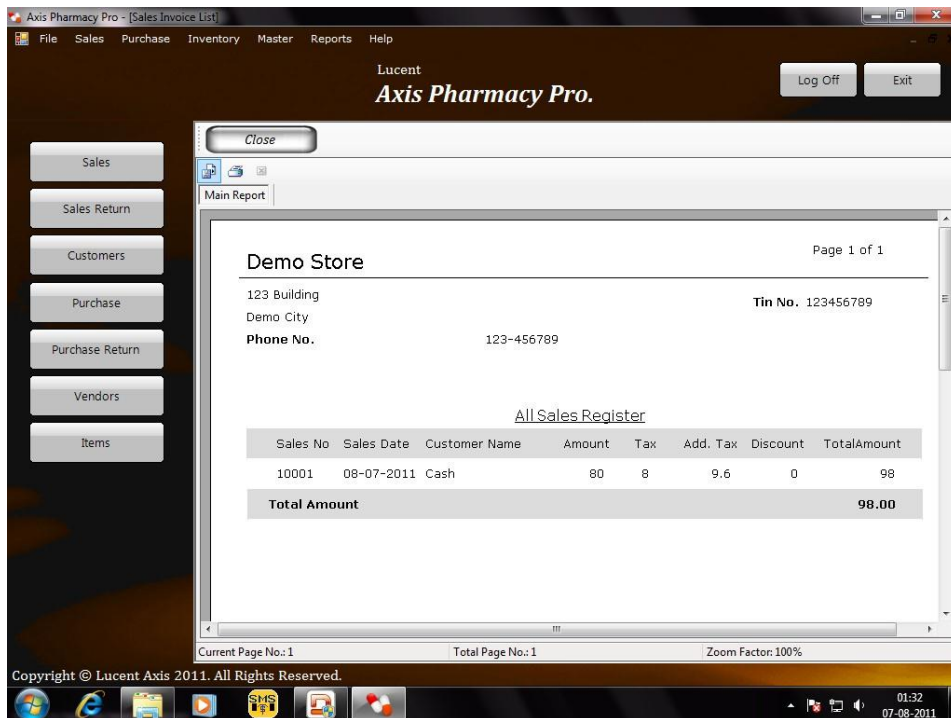 Axis Pharmacy Pro - [Sales Invoice List]
File Sales Purchase Inventory Master Reports Help
Lucent
Axis Pharmacy Pro.
Log Off Exit
Close
Sales
Sales Return
Customers
Purchase
Purchase Return
Vendors
Items
Main Report
Page 1 of 1
Demo Store
123 Building
Tin No. 123456789
Demo City
Phone No. 123-456789
All Sales Register
Sales No Sales Date Customer Name Amount Tax Add. Tax Discount TotalAmount
10001 08-07-2011 Cash 80 8 9.6 0 98
Total Amount 98.00
Current Page No.: 1 Total Page No.: 1 Zoom Factor: 100%
Copyright © Lucent Axis 2011. All Rights Reserved.
SMS
01:32
07-08-2011